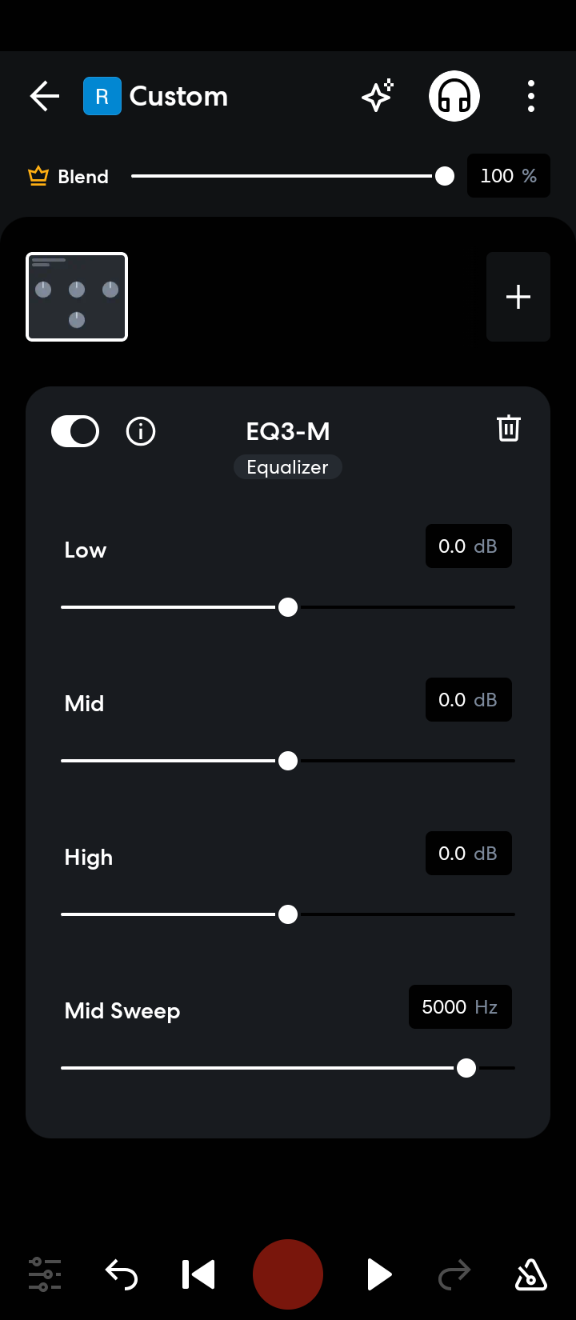 R Custom
Blend 100 %
EQ3-M
Equalizer
Low 0.0 dB
Mid 0.0 dB
High 0.0 dB
Mid Sweep 5000 Hz